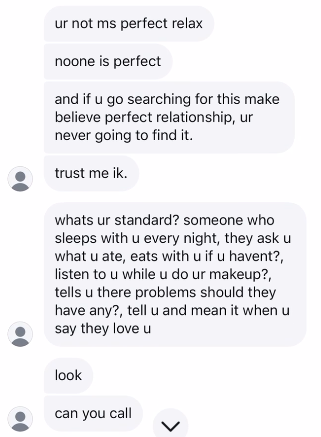 ur not ms perfect relax
noone is perfect
and if u go searching for this make
believe perfect relationship, ur
never going to find it.
trust me ik.
whats ur standard? someone who
sleeps with u every night, they ask u
what u ate, eats with u if u havent?,
listen to u while u do ur makeup?,
tells u there problems should they
have any?, tell u and mean it when u
say they love u
look
can you call